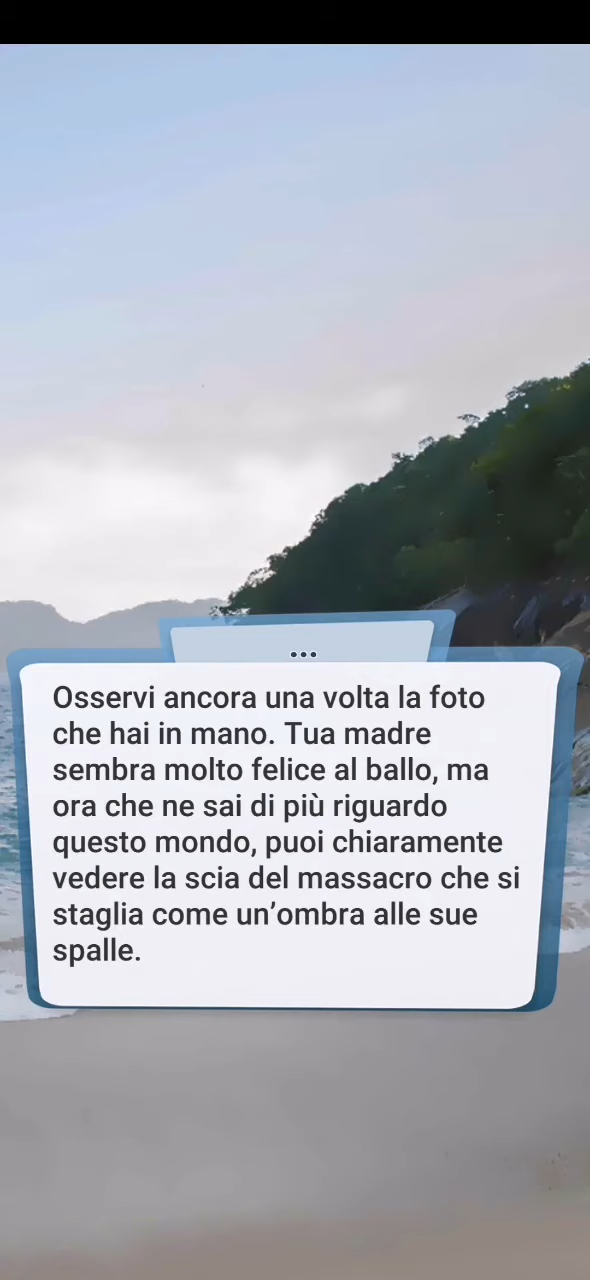 ...
Osservi ancora una volta la foto
che hai in mano. Tua madre
sembra molto felice al ballo, ma
ora che ne sai di più riguardo
questo mondo, puoi chiaramente
vedere la scia del massacro che si
staglia come un’ombra alle sue
spalle.